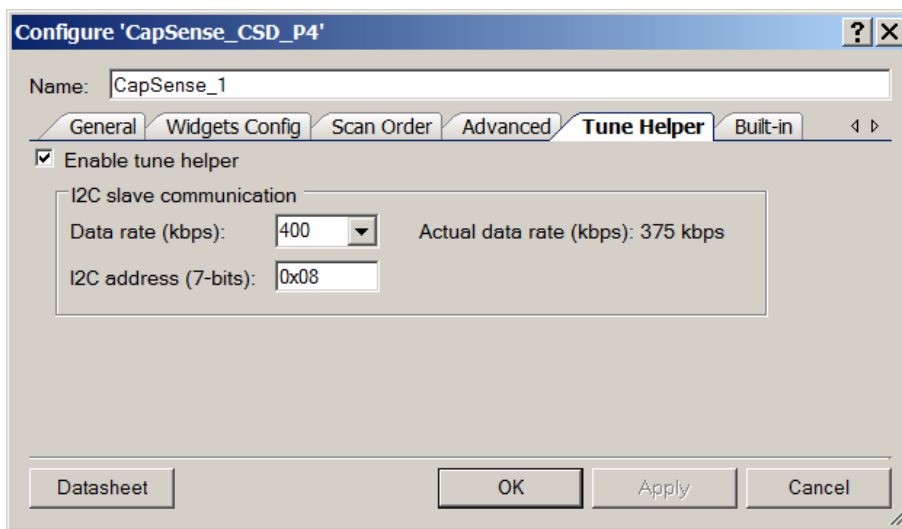 Configure 'CapSense_CSD_P4'
Name: CapSense_1
General Widgets Config Scan Order Advanced Tune Helper Built-in
Enable tune helper
I2C slave communication
Data rate (kbps): 400 Actual data rate (kbps): 375 kbps
I2C address (7-bits): 0x08
Datasheet OK Apply Cancel